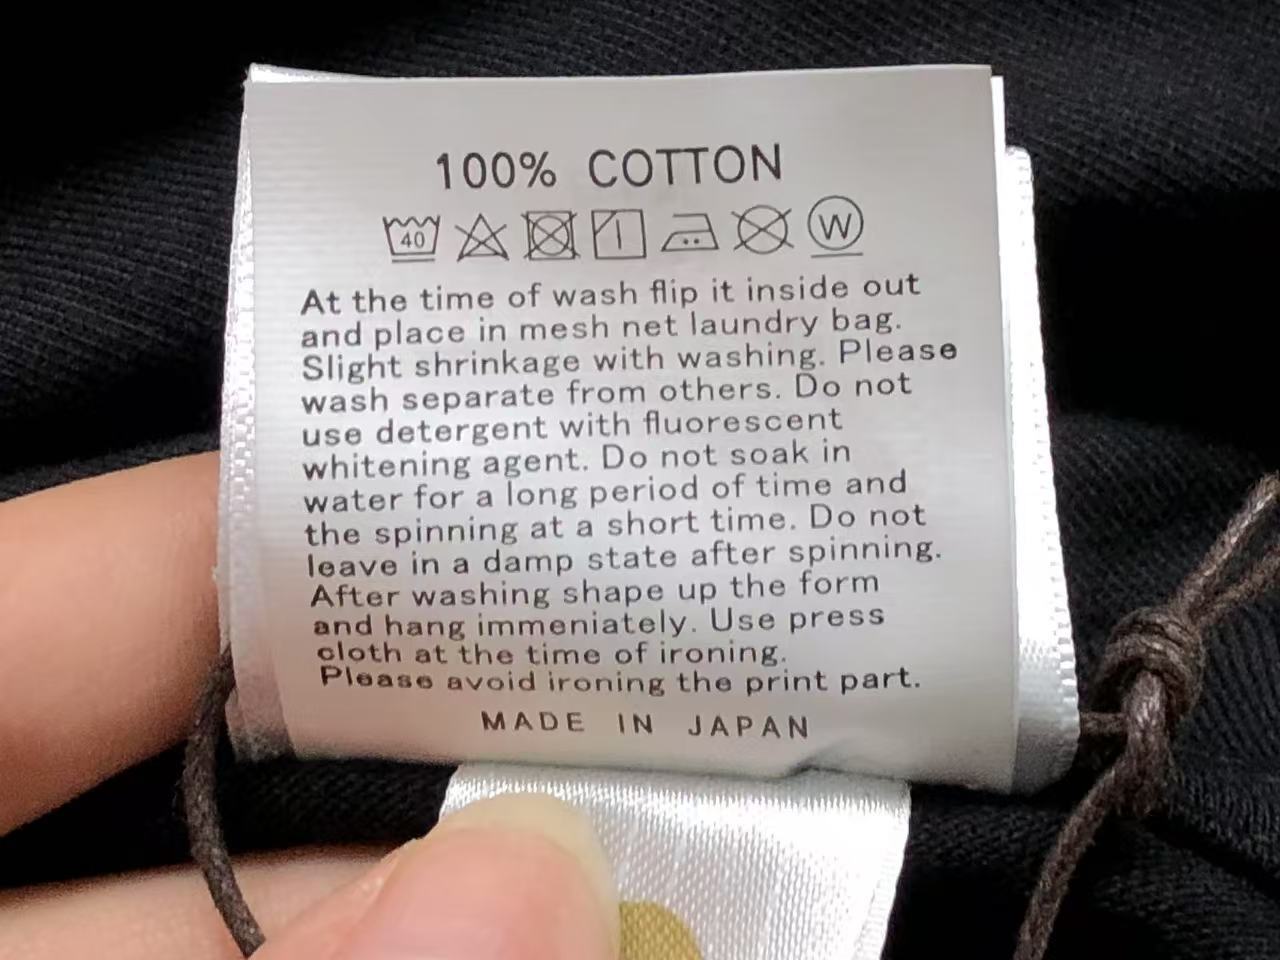 100% COTTON
40
W
At the time of wash flip it inside out
and place in mesh net laundry bag.
Slight shrinkage with washing. Please
wash separate from others. Do not
use detergent with fluorescent
whitening agent. Do not soak in
water for a long period of time and
the spinning at a short time. Do not
leave in a damp state after spinning.
After washing shape up the form
and hang immeniately. Use press
cloth at the time of ironing.
Please avoid ironing the print part.
MADE IN JAPAN